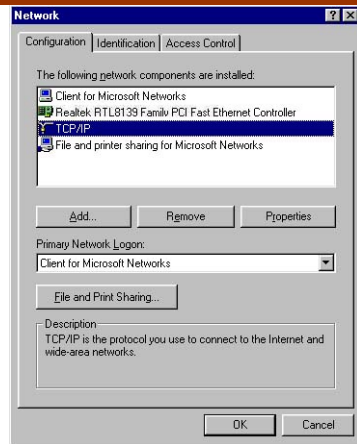 Network
Configuration Identification Access Control
The following network components are installed:
Client for Microsoft Networks
Realtek RTL8139 Family PCI Fast Ethernet Controller
TCP/IP
File and printer sharing for Microsoft Networks
Add... Remove Properties
Primary Network Logon:
Client for Microsoft Networks
File and Print Sharing...
Description
TCP/IP is the protocol you use to connect to the Internet and
wide-area networks.
OK Cancel